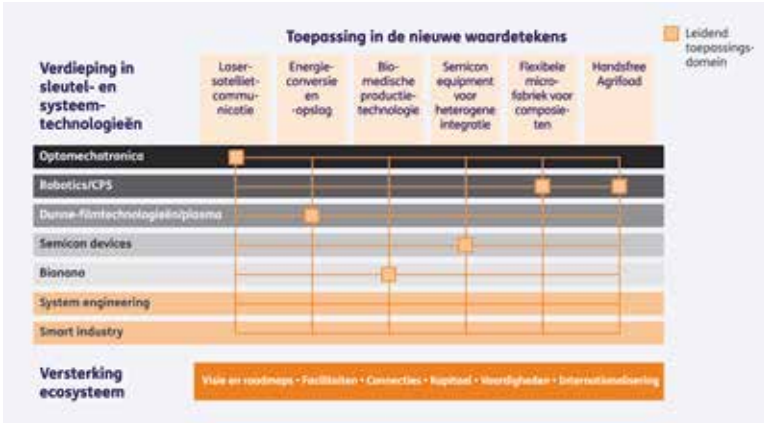 Toepassing in de nieuwe waardetekens
Leidend
toepassings-
domein
Verdieping in
sleutel- en
systeem-
technologieën
Laser-
satelliet-
commu-
nicatie
Energie-
conversie
en
-opslag
Bio-
medische
productie-
technologie
Semicon
equipment
voor
heterogene
integratie
Flexibele
micro-
fabriek voor
composie-
ten
Handsfree
Agrifood
Optomechatronica
Robotics/CPS
Dunne-filmtechnologieën/plasma
Semicon devices
Bionano
System engineering
Smart industry
Versterking
ecosysteem
Visie en roadmaps • Faciliteiten • Connecties • Kapitaal • Vaardigheden • Internationalisering